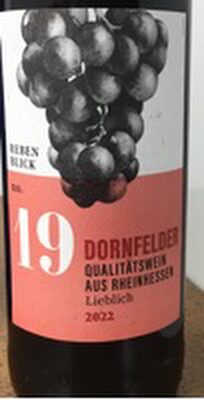 REBEN
BLICK
NO.
19
DORNFELDER
QUALITÄTSWEIN
AUS RHEINHESSEN
Lieblich
2022